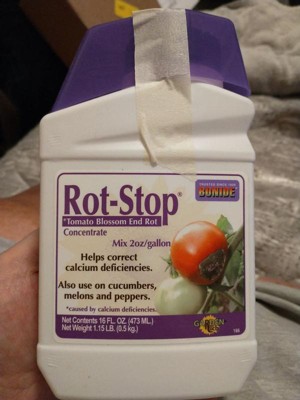 BONIDE
Rot-Stop®
*Tomato Blossom End Rot
Concentrate
Mix 2oz/gallon
Helps correct
calcium deficiencies.
Also use on cucumbers,
melons and peppers.
*caused by calcium deficiencies.
Net Contents 16 FL. OZ. (473 ML.)
Net Weight 1.15 LB. (0.5 kg.)
166